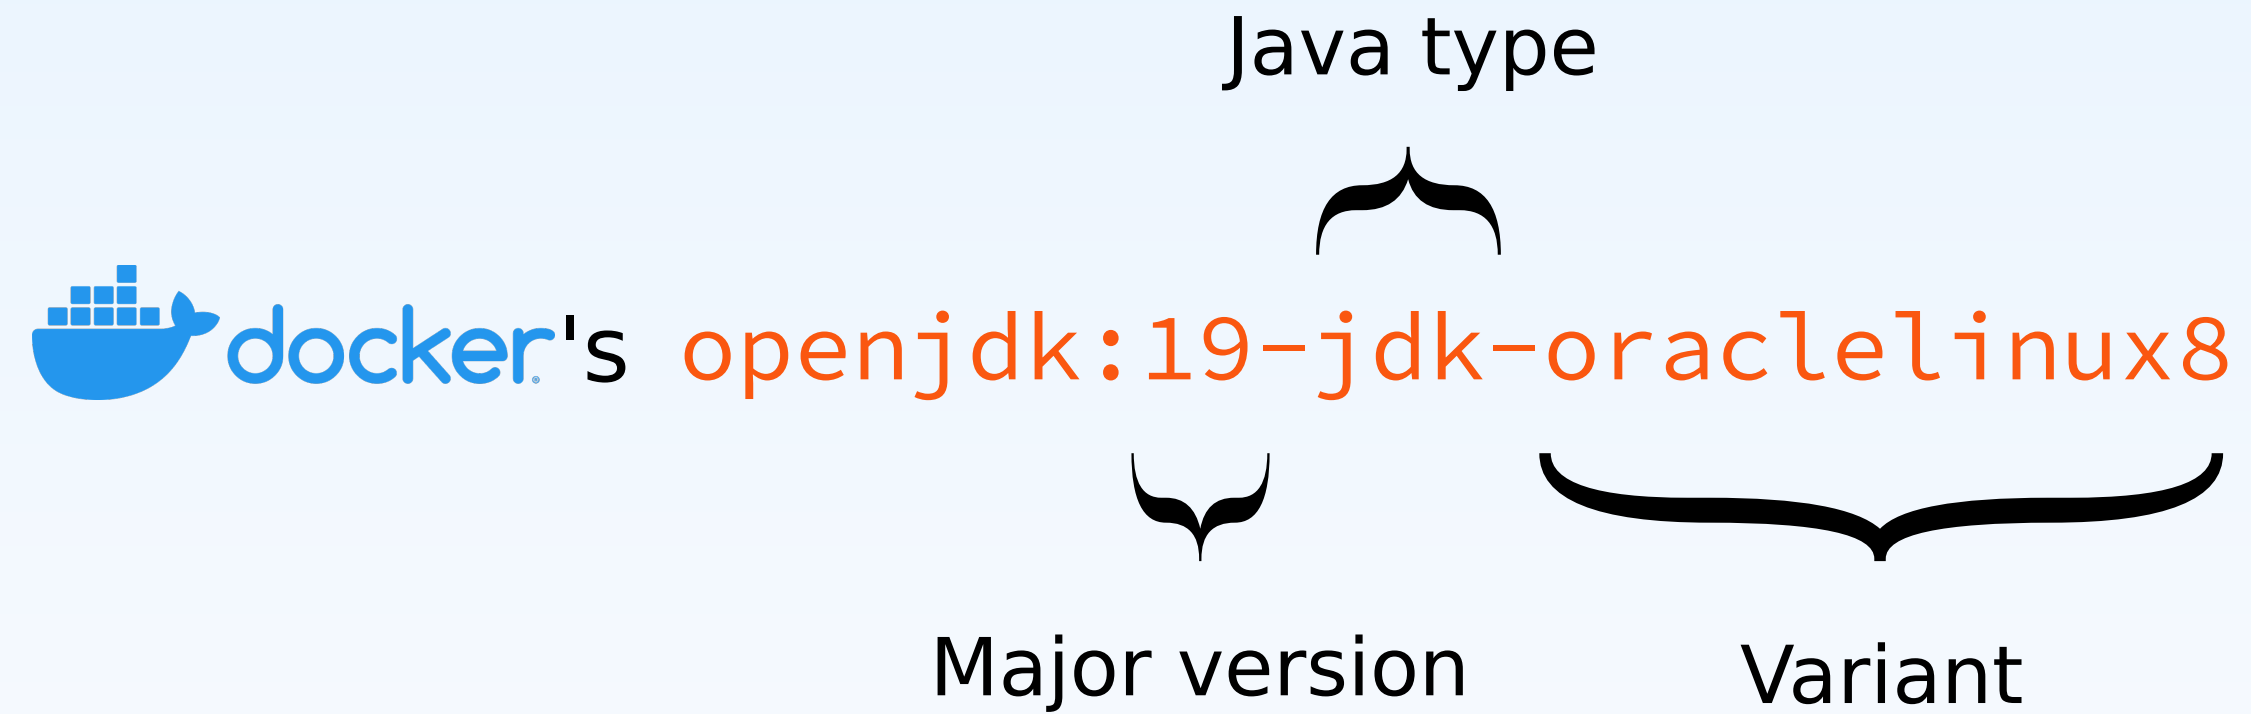 Java type
docker's openjdk:19-jdk-oraclelinux8
Major version
Variant